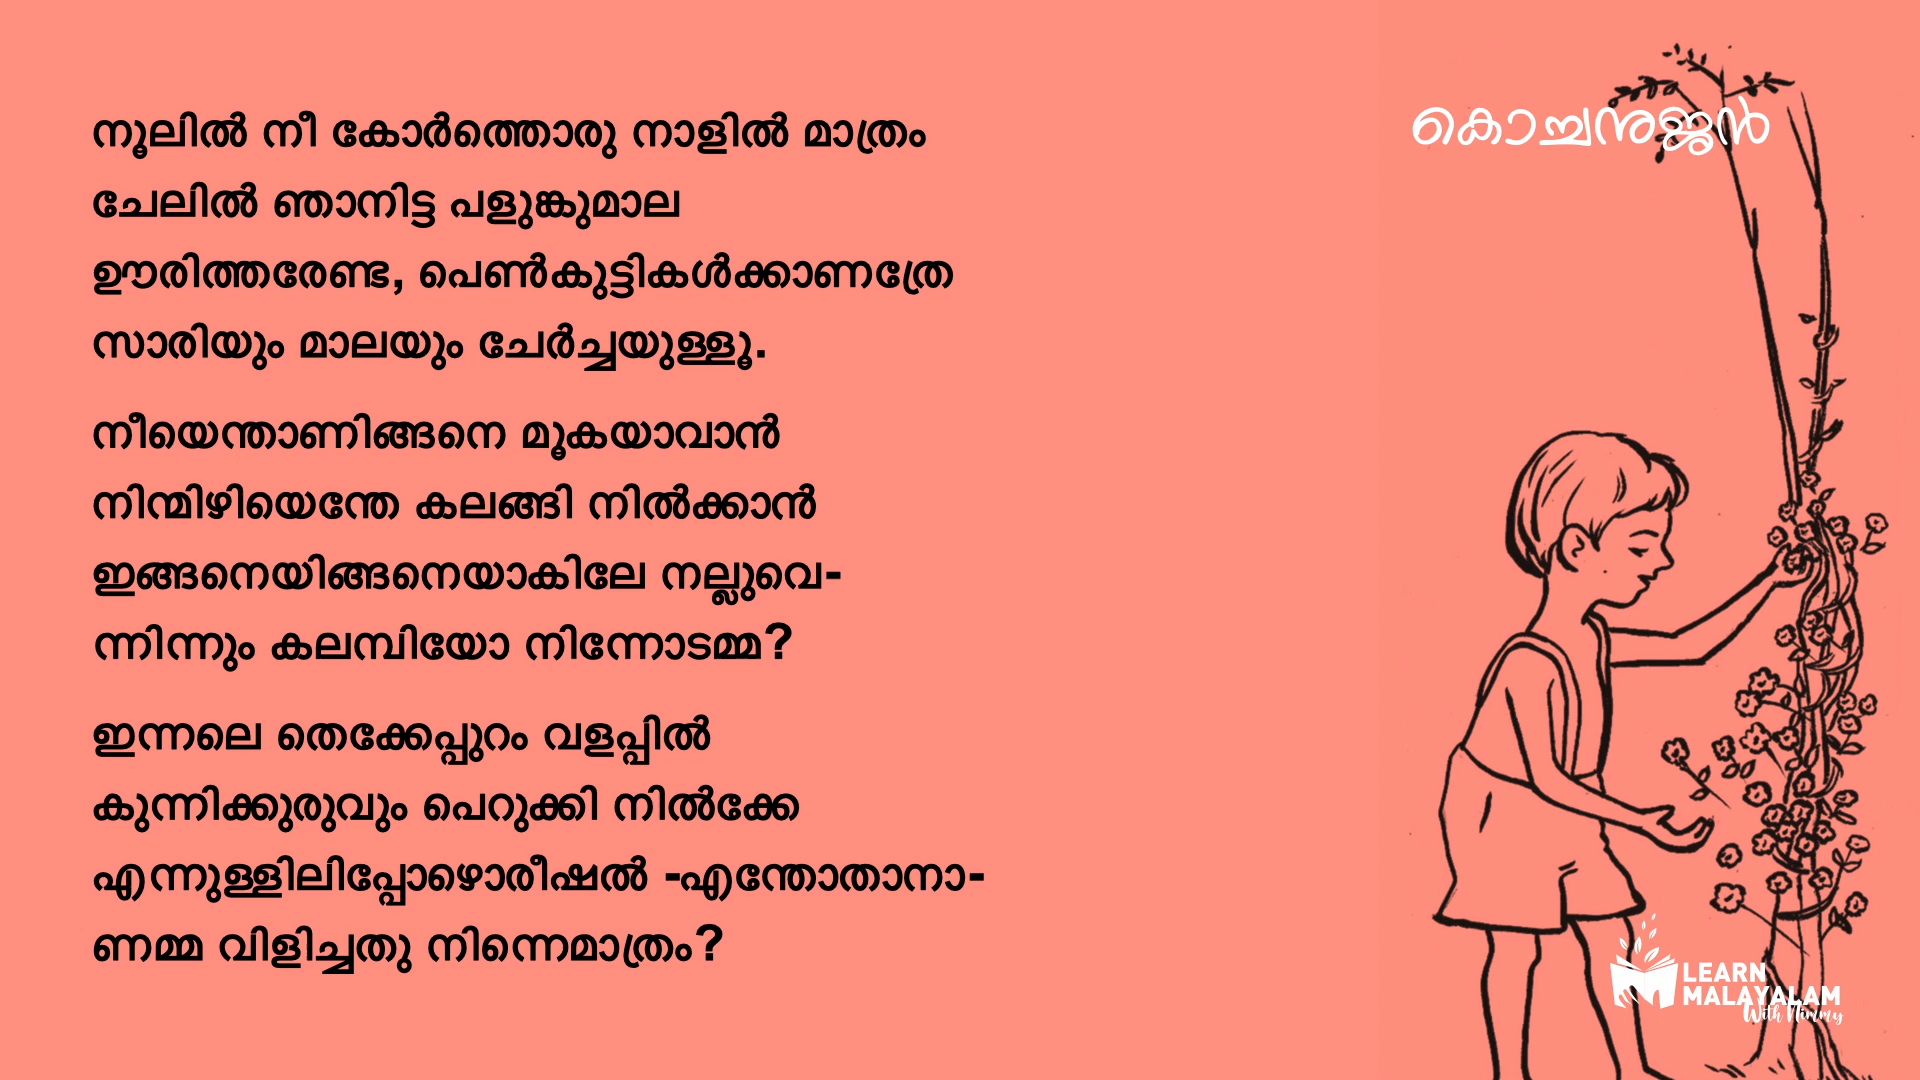 കൊച്ചനുജൻ
നൂലിൽ നീ കോർത്തൊരു നാളിൽ മാത്രം
ചേലിൽ ഞാനിട്ട പളുങ്കുമാല
ഊരിത്തരേണ്ട, പെൺകുട്ടികൾക്കാണത്രേ
സാരിയും മാലയും ചേർച്ചയുള്ളൂ.
നീയെന്താണിങ്ങനെ മൂകയാവാൻ
നിന്മിഴിയെന്തേ കലങ്ങി നിൽക്കാൻ
ഇങ്ങനെയിങ്ങനെയാകിലേ നല്ലുവെ-
ന്നിന്നും കലമ്പിയോ നിന്നോടമ്മ?
ഇന്നലെ തെക്കേപ്പുറം വളപ്പിൽ
കുന്നിക്കുരുവും പെറുക്കി നിൽക്കേ
എന്നുള്ളിലിപ്പോഴൊരീഷൽ -എന്തോതാനാ-
ണമ്മ വിളിച്ചതു നിന്നെമാത്രം?
LEARN
MALAYALAM
With Nimmy